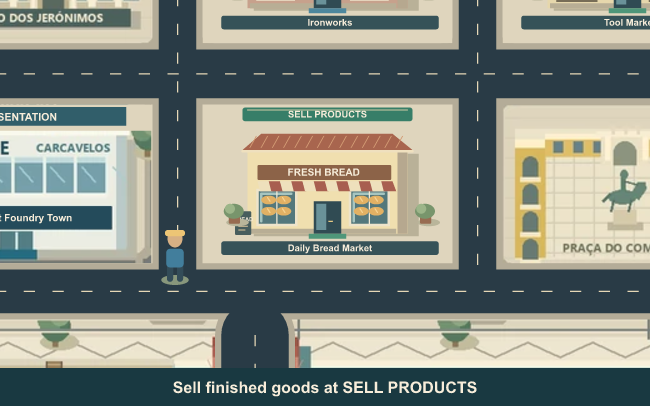 O DOS JERÓNIMOS
Ironworks
Tool Marke
SENTATION
SELL PRODUCTS
E
CARCAVELOS
FRESH BREAD
t Foundry Town
Daily Bread Market
PRAÇA DO COM
Sell finished goods at SELL PRODUCTS